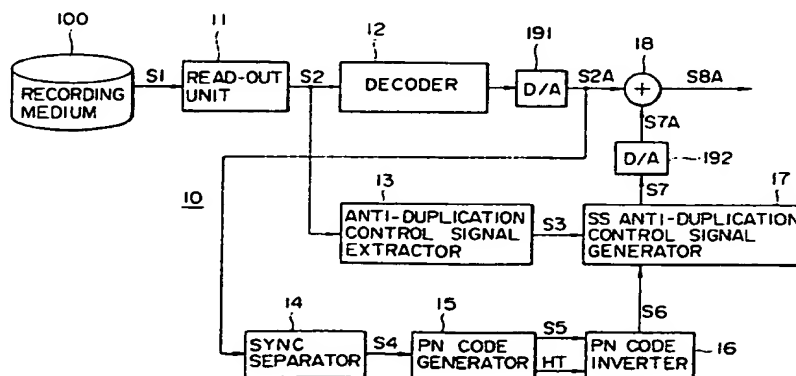 100
11
12
191
18
RECORDING
MEDIUM
S1
READ-OUT
UNIT
S2
DECODER
D/A
S2A
+
S8A
S7A
D/A
192
S7
10
13
ANTI-DUPLICATION
CONTROL SIGNAL
EXTRACTOR
S3
17
SS ANTI-DUPLICATION
CONTROL SIGNAL
GENERATOR
S6
14
SYNC
SEPARATOR
S4
15
PN CODE
GENERATOR
S5
HT
PN CODE
INVERTER
16